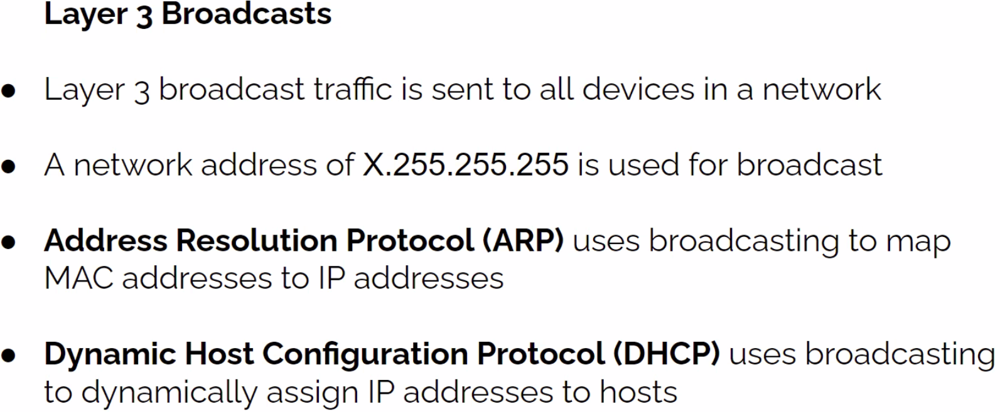 Layer 3 Broadcasts
● Layer 3 broadcast traffic is sent to all devices in a network
● A network address of X.255.255.255 is used for broadcast
● Address Resolution Protocol (ARP) uses broadcasting to map
MAC addresses to IP addresses
● Dynamic Host Configuration Protocol (DHCP) uses broadcasting
to dynamically assign IP addresses to hosts